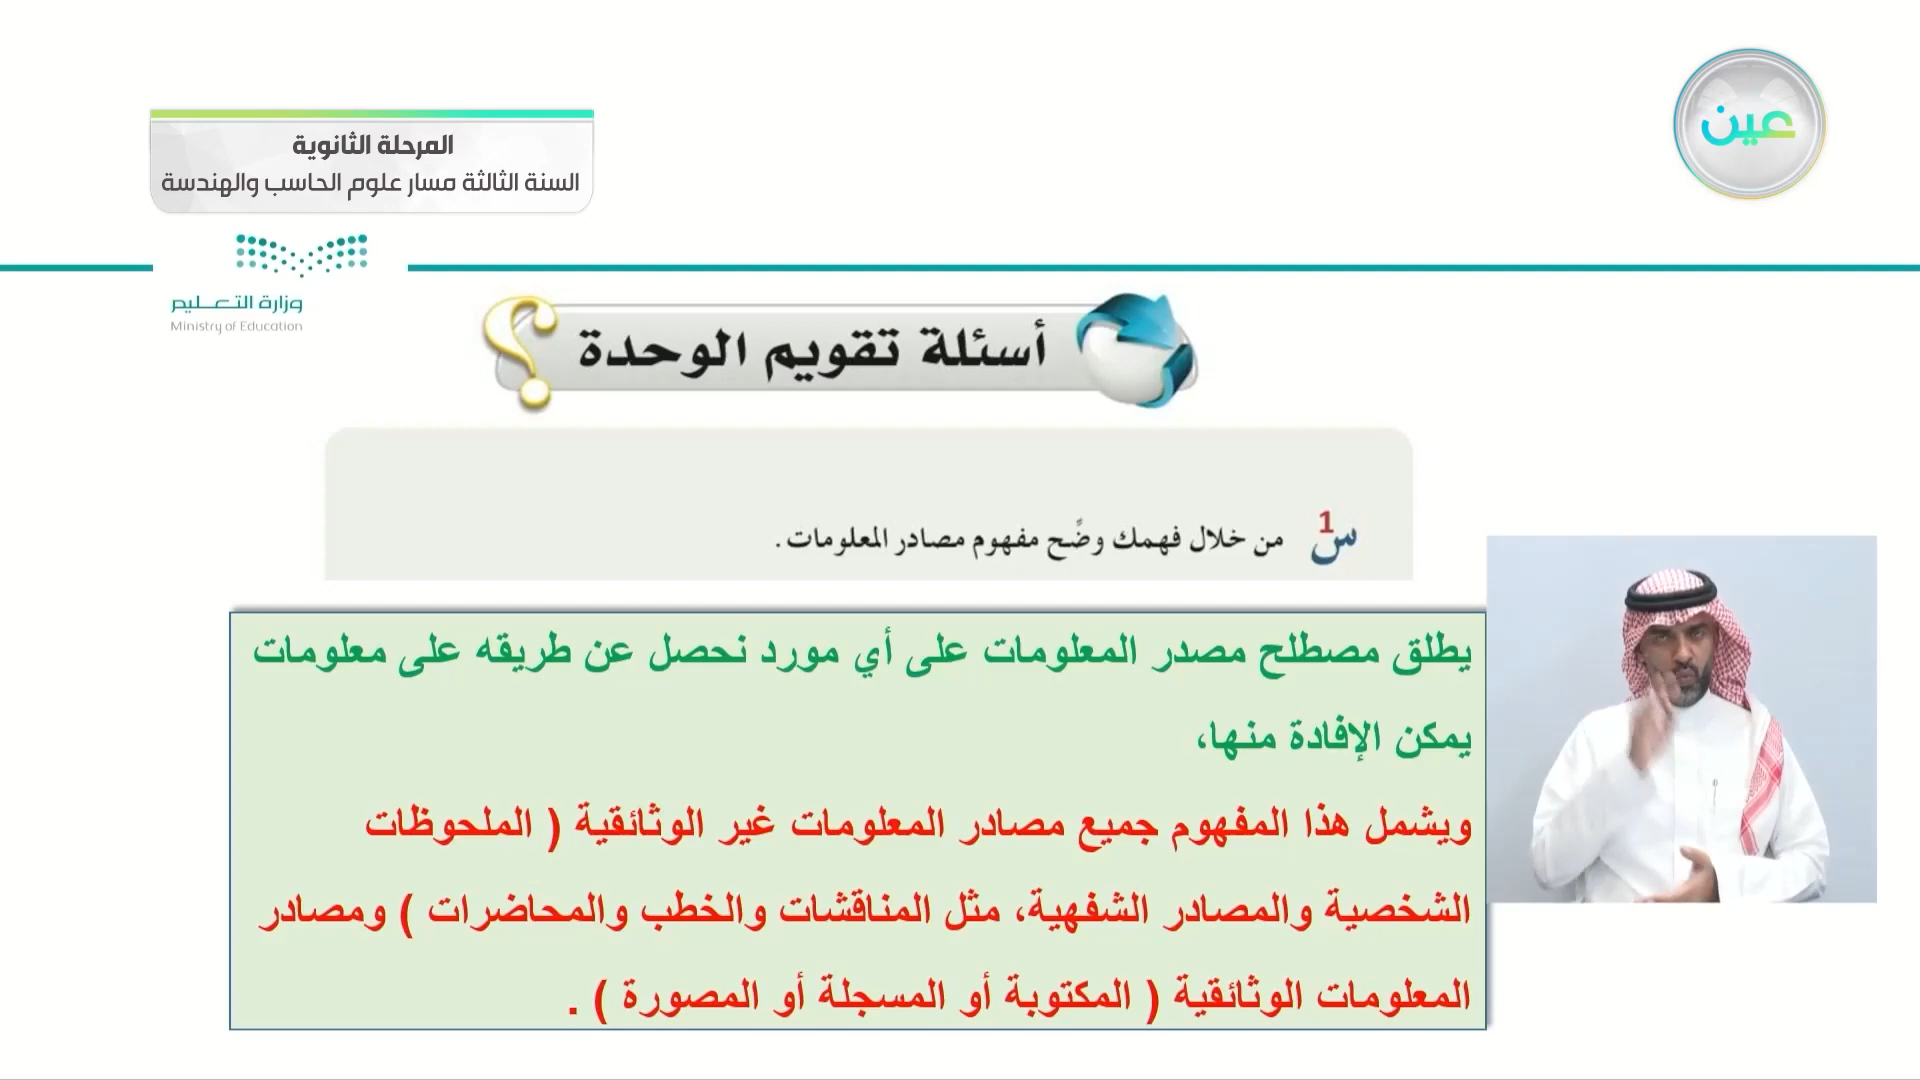 عين
المرحلة الثانوية
السنة الثالثة مسار علوم الحاسب والهندسة
وزارة التعليم
Ministry of Education
أسئلة تقويم الوحدة ؟
س1 من خلال فهمك وضِّح مفهوم مصادر المعلومات.
يطلق مصطلح مصدر المعلومات على أي مورد نحصل عن طريقه على معلومات
يمكن الإفادة منها،
ويشمل هذا المفهوم جميع مصادر المعلومات غير الوثائقية ( الملحوظات
الشخصية والمصادر الشفهية، مثل المناقشات والخطب والمحاضرات ) ومصادر
المعلومات الوثائقية ( المكتوبة أو المسجلة أو المصورة ) .